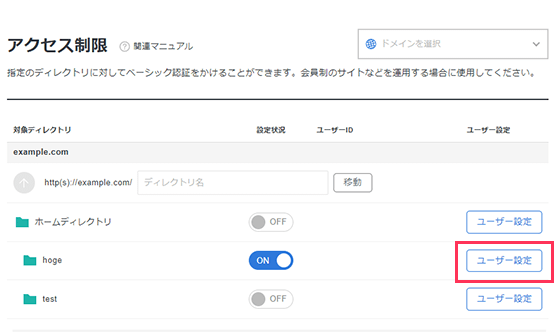 アクセス制限 ? 関連マニュアル ドメインを選択
指定のディレクトリに対してベーシック認証をかけることができます。会員制のサイトなどを運用する場合に使用してください。
対象ディレクトリ 設定状況 ユーザーID ユーザー設定
example.com
http(s)://example.com/ ディレクトリ名 移動
ホームディレクトリ OFF ユーザー設定
hoge ON ユーザー設定
test OFF ユーザー設定